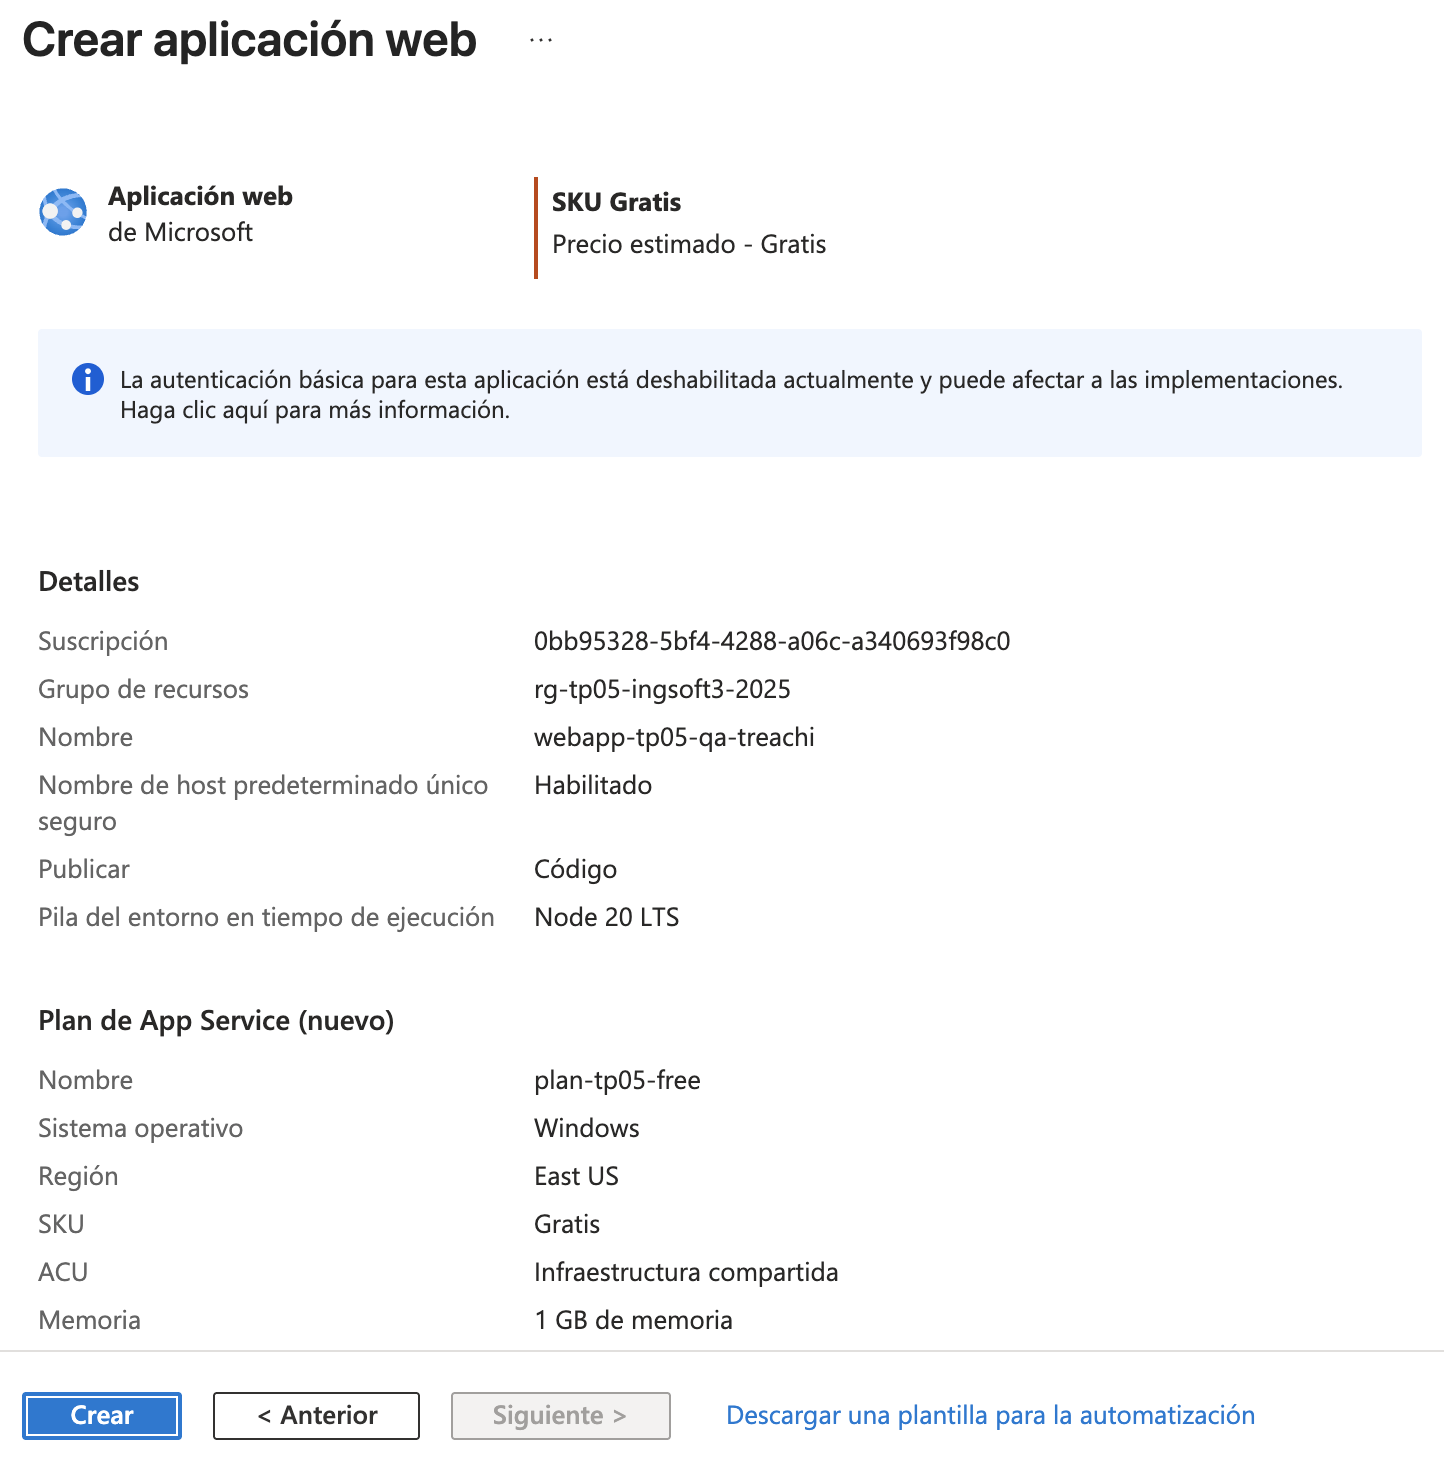 Crear aplicación web ...
Aplicación web
de Microsoft
SKU Gratis
Precio estimado - Gratis
La autenticación básica para esta aplicación está deshabilitada actualmente y puede afectar a las implementaciones.
Haga clic aquí para más información.
Detalles
Suscripción 0bb95328-5bf4-4288-a06c-a340693f98c0
Grupo de recursos rg-tp05-ingsoft3-2025
Nombre webapp-tp05-qa-treachi
Nombre de host predeterminado único Habilitado
seguro
Publicar Código
Pila del entorno en tiempo de ejecución Node 20 LTS
Plan de App Service (nuevo)
Nombre plan-tp05-free
Sistema operativo Windows
Región East US
SKU Gratis
ACU Infraestructura compartida
Memoria 1 GB de memoria
Crear < Anterior Siguiente > Descargar una plantilla para la automatización